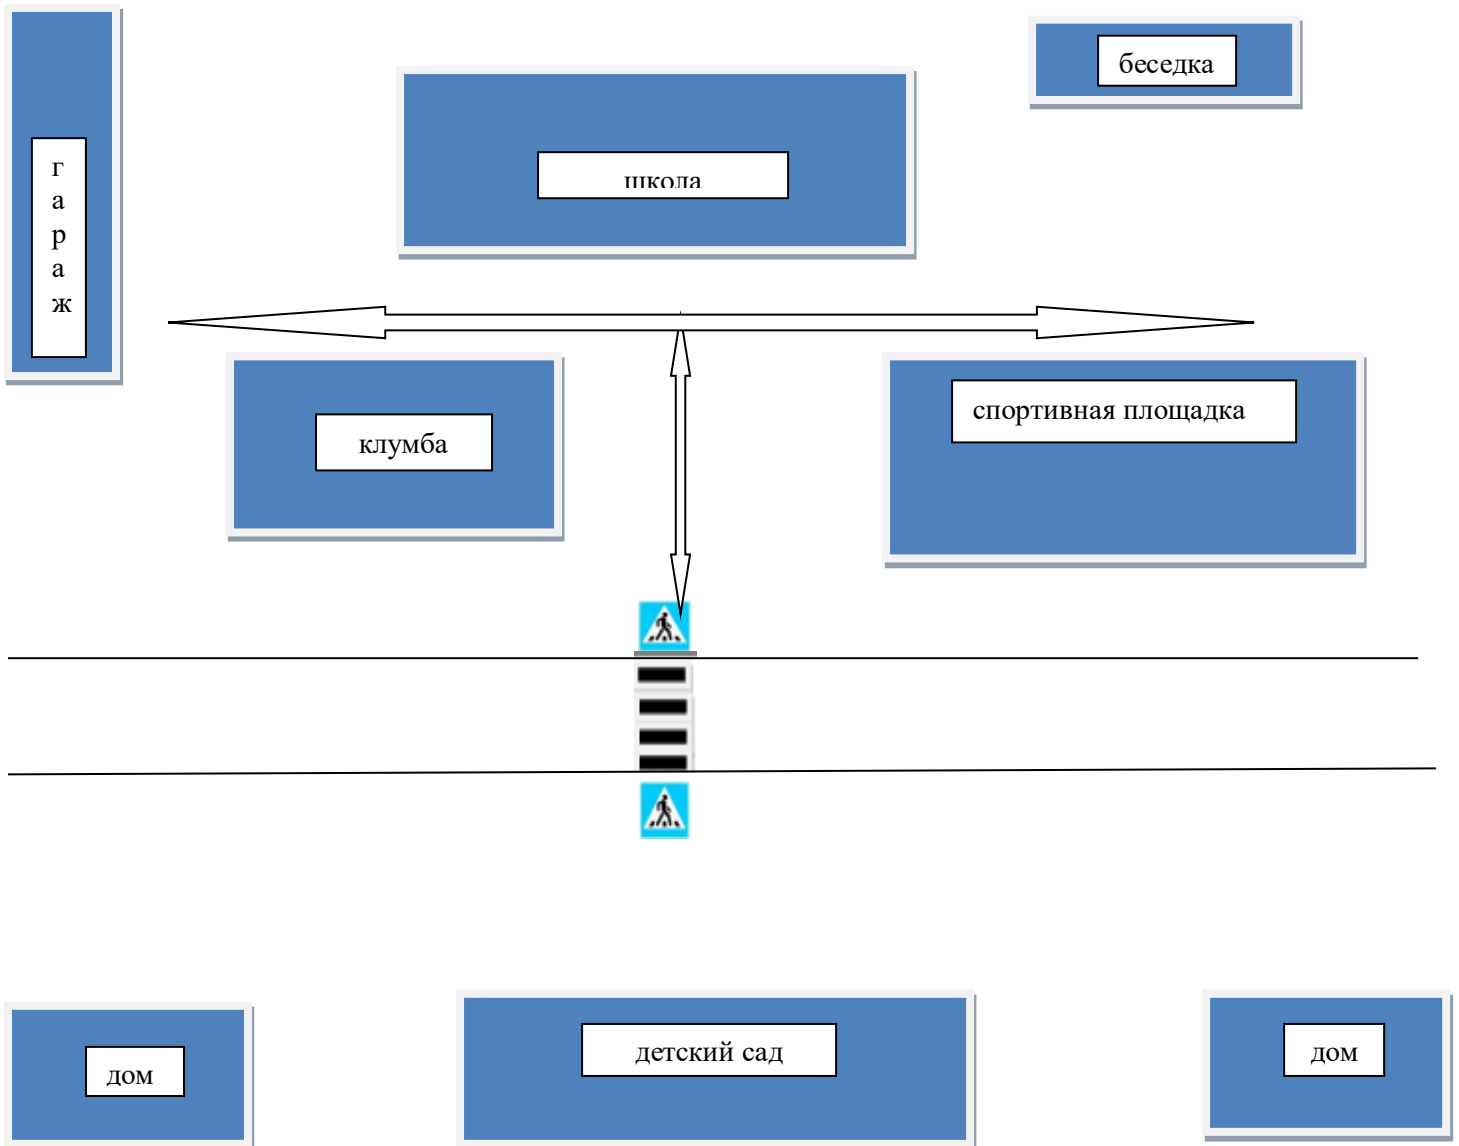 беседка
школа
г
а
р
а
ж
спортивная площадка
клумба
детский сад
дом
дом